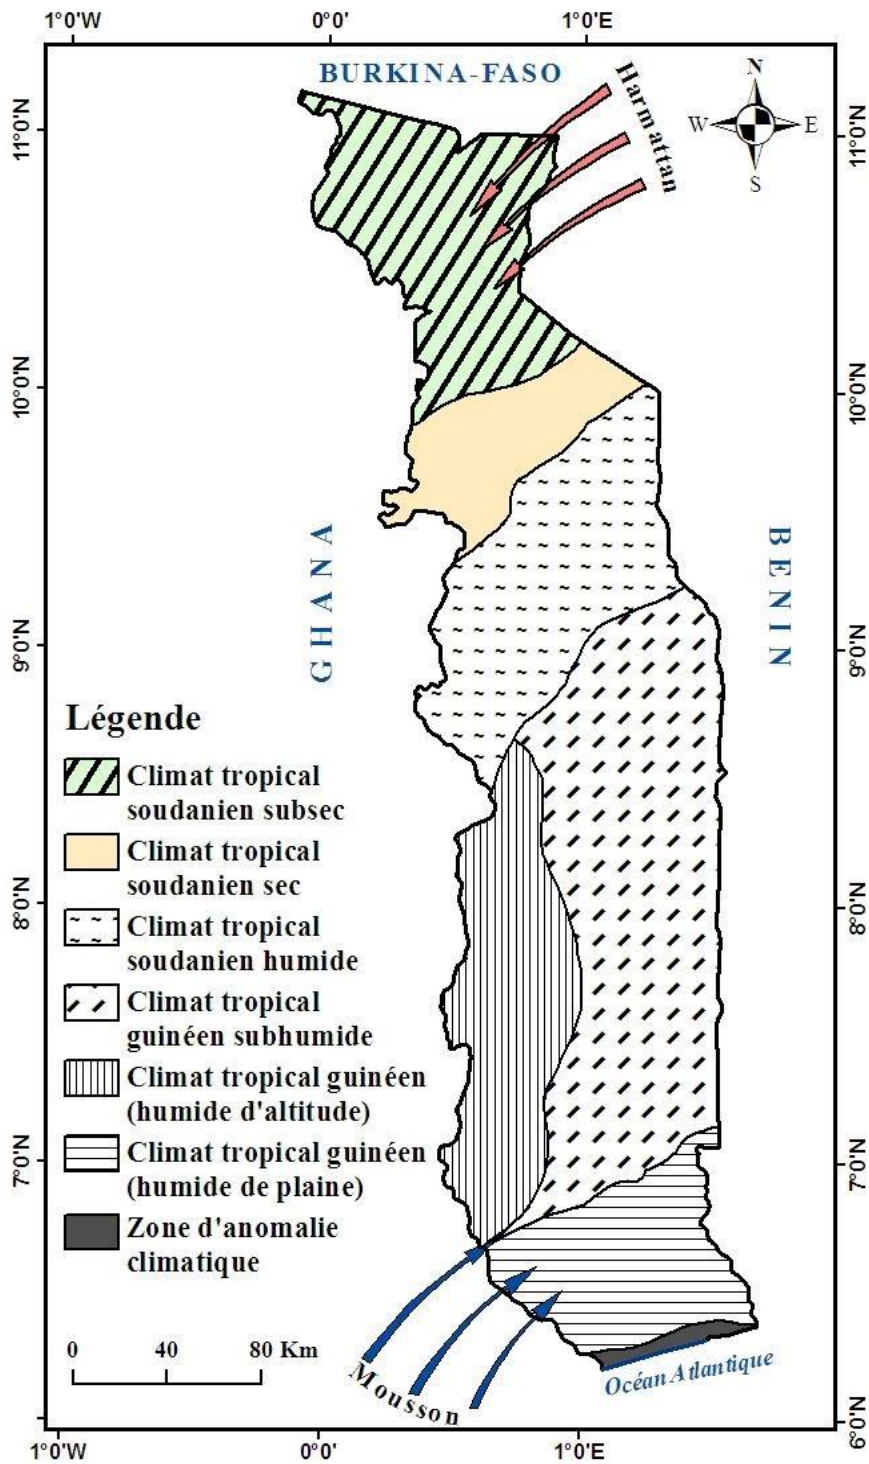 1°0'W 0°0' 1°0'E
BURKINA-FASO
Harmattan
N
W E
S
11°0'N 11°0'N
10°0'N 10°0'N
GHANA
BENIN
9°0'N 9°0'N
Légende
Climat tropical
soudanien subsec
Climat tropical
soudanien sec
8°0'N 8°0'N
Climat tropical
soudanien humide
Climat tropical
guinéen subhumide
Climat tropical guinéen
(humide d'altitude)
7°0'N 7°0'N
Climat tropical guinéen
(humide de plaine)
Zone d'anomalie
climatique
0 40 80 Km
Mousson
Océan Atlantique
6°0'N
1°0'W 0°0' 1°0'E